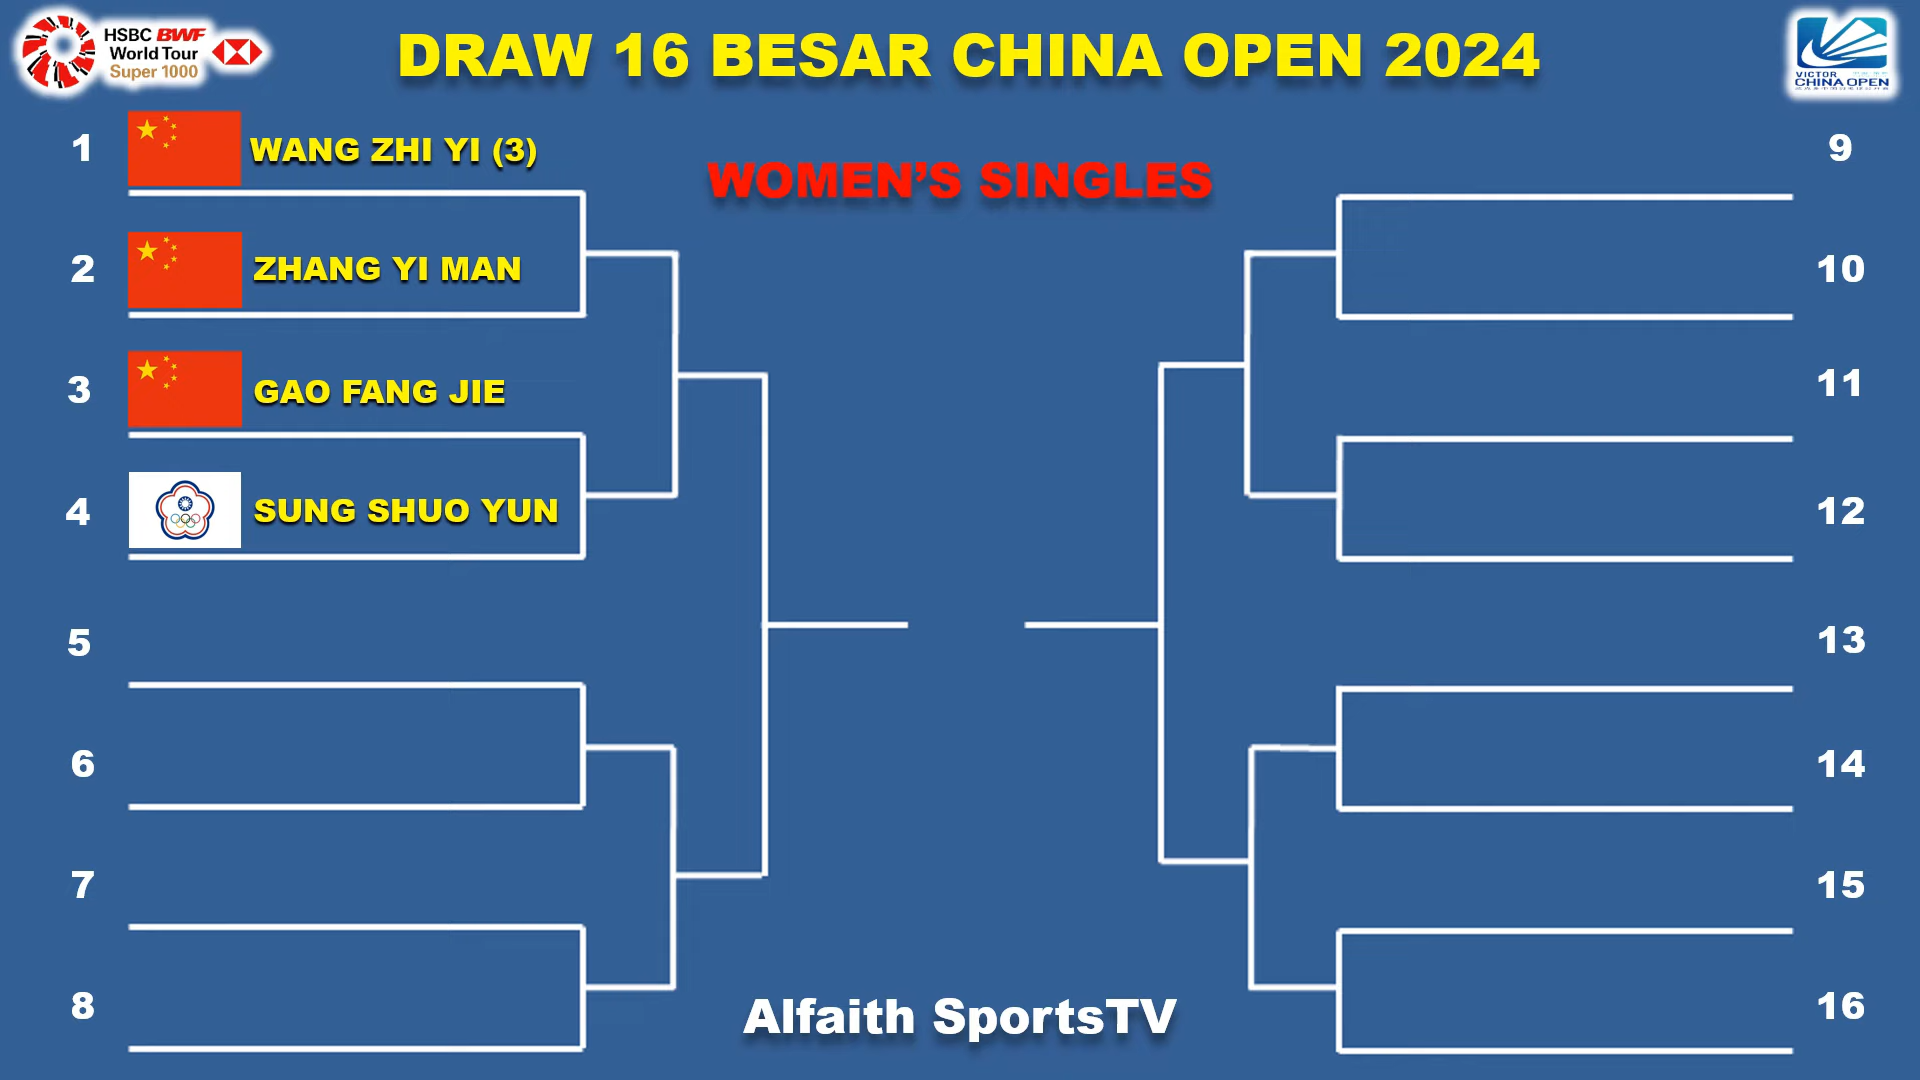 HSBC BWF
World Tour
Super 1000
DRAW 16 BESAR CHINA OPEN 2024
VICTOR
CHINA OPEN
WOMEN'S SINGLES
1 WANG ZHI YI (3)
2 ZHANG YI MAN
3 GAO FANG JIE
4 SUNG SHUO YUN
5
6
7
8
9
10
11
12
13
14
15
16
Alfaith SportsTV